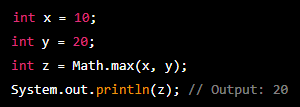 int x = 10;
int y = 20;
int z = Math.max(x, y);
System.out.println(z); // Output: 20